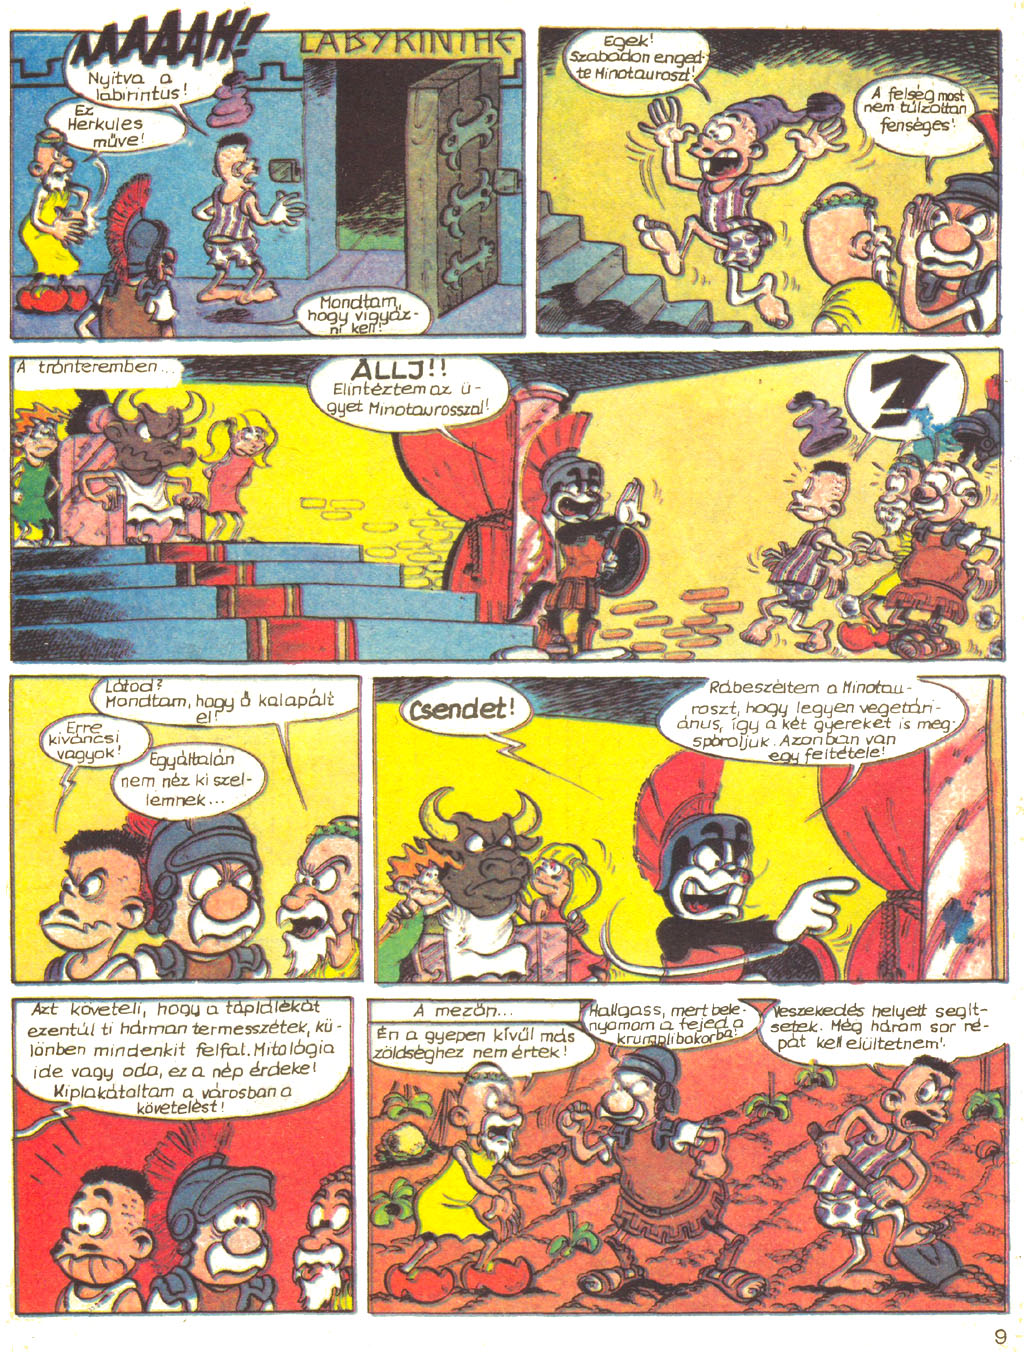 AAAAAH!
LABYRINTHE
Nyitva a
labirintus!
Ez
Herkules
műve!
Mondtam,
hogy vigyáz-
ni kell!
Egek!
Szabadon enged-
te Minotauroszt!
A felség most
nem túlzottan
fenséges!
A trónteremben...
ÁLLJ!!
Elintéztem az ü-
gyet Minotaurosszal!
?
Látod?
Mondtam, hogy ő kalapált
el!
Erre
kiváncsi
vagyok!
Egyáltalán
nem néz ki szel-
lemnek...
Csendet!
Rábeszéltem a Minotau-
roszt, hogy legyen vegetári-
ánus, így a két gyereket is meg-
spóroljuk. Azonban van
egy feltétele!
Azt követeli, hogy a táplálékát
ezentúl ti hárman termesszétek, kü-
lönben mindenkit felfal. Mitológia
ide vagy oda, ez a nép érdeke!
Kiplakátoltam a városban a
követelést!
A mezőn...
Én a gyepen kívűl más
zöldséghez nem értek!
Hallgass, mert bele-
nyomom a fejed a
krumplibokorba!
Veszekedés helyett segít-
setek. Még három sor ré-
pát kell elültetnem!
9